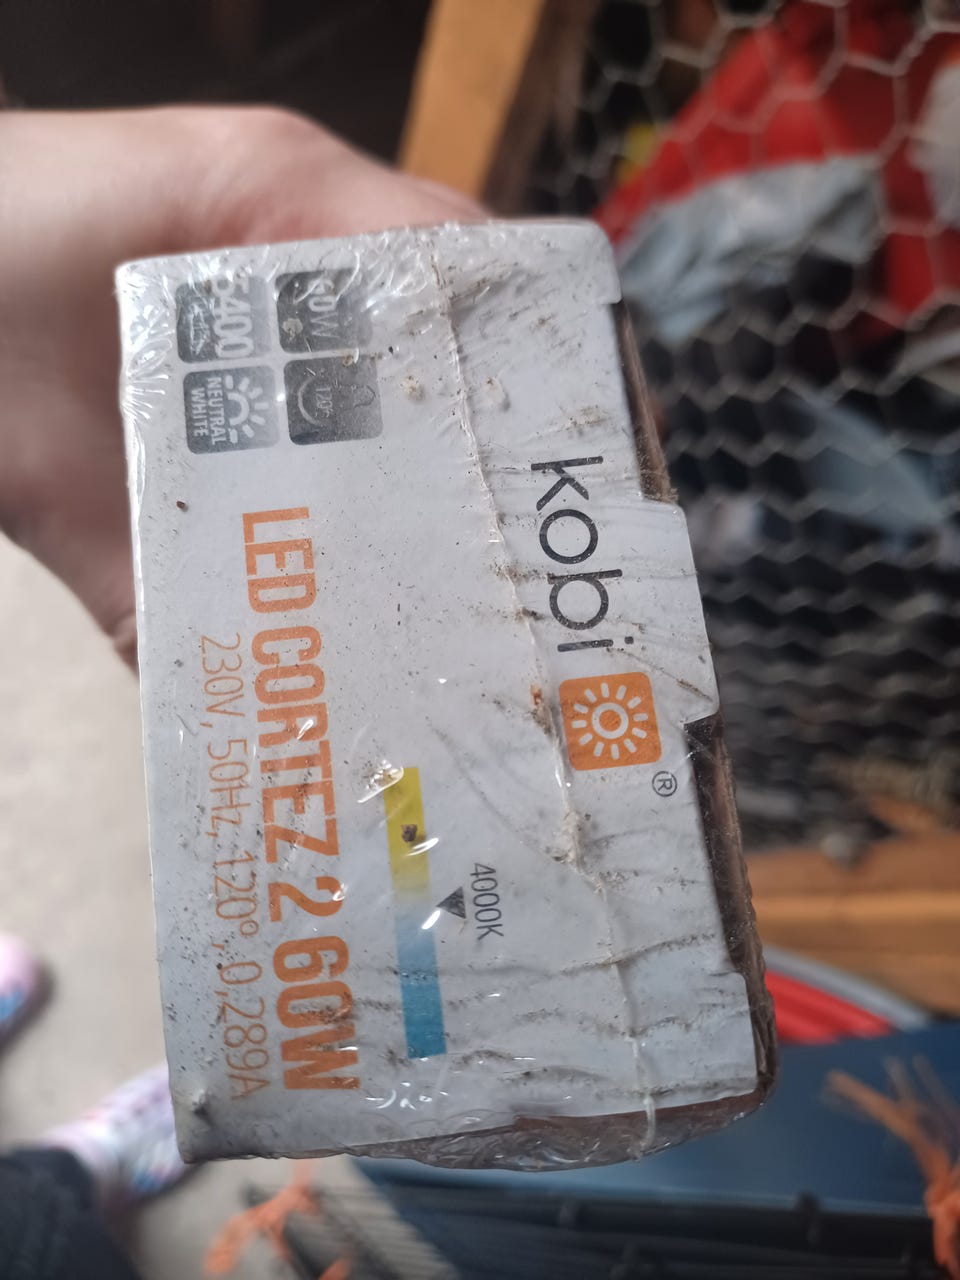 kobi
®
4000K
LED CORTEZ 2 60W
230V, 50Hz, 120°, 0,289A
60W
120°
5400
NEUTRAL
WHITE